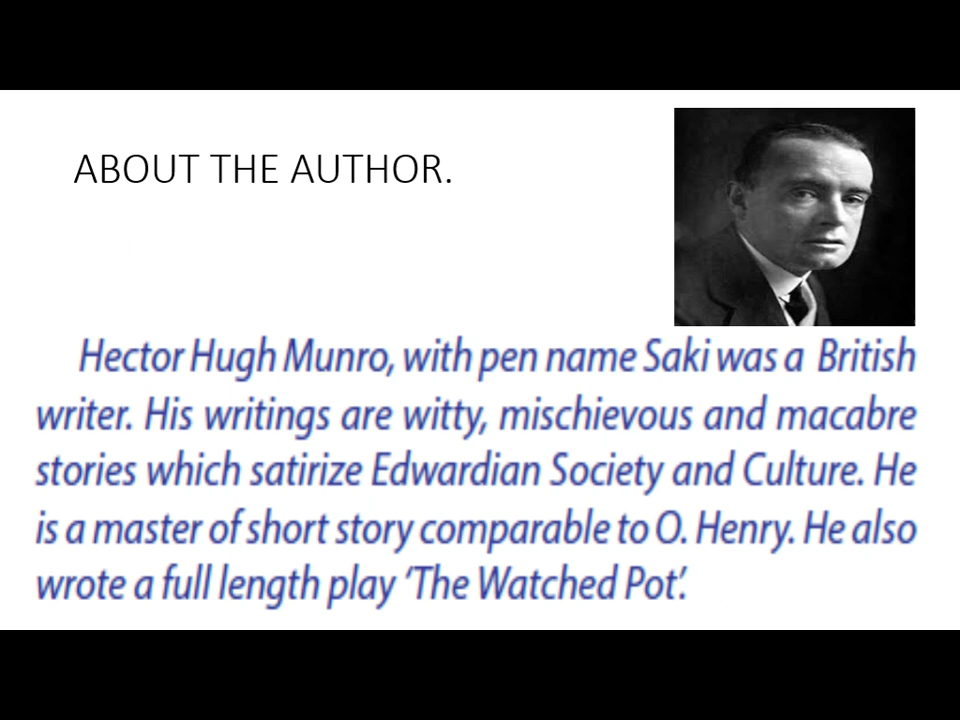 ABOUT THE AUTHOR.
Hector Hugh Munro, with pen name Saki was a British
writer. His writings are witty, mischievous and macabre
stories which satirize Edwardian Society and Culture. He
is a master of short story comparable to O. Henry. He also
wrote a full length play ‘The Watched Pot’.